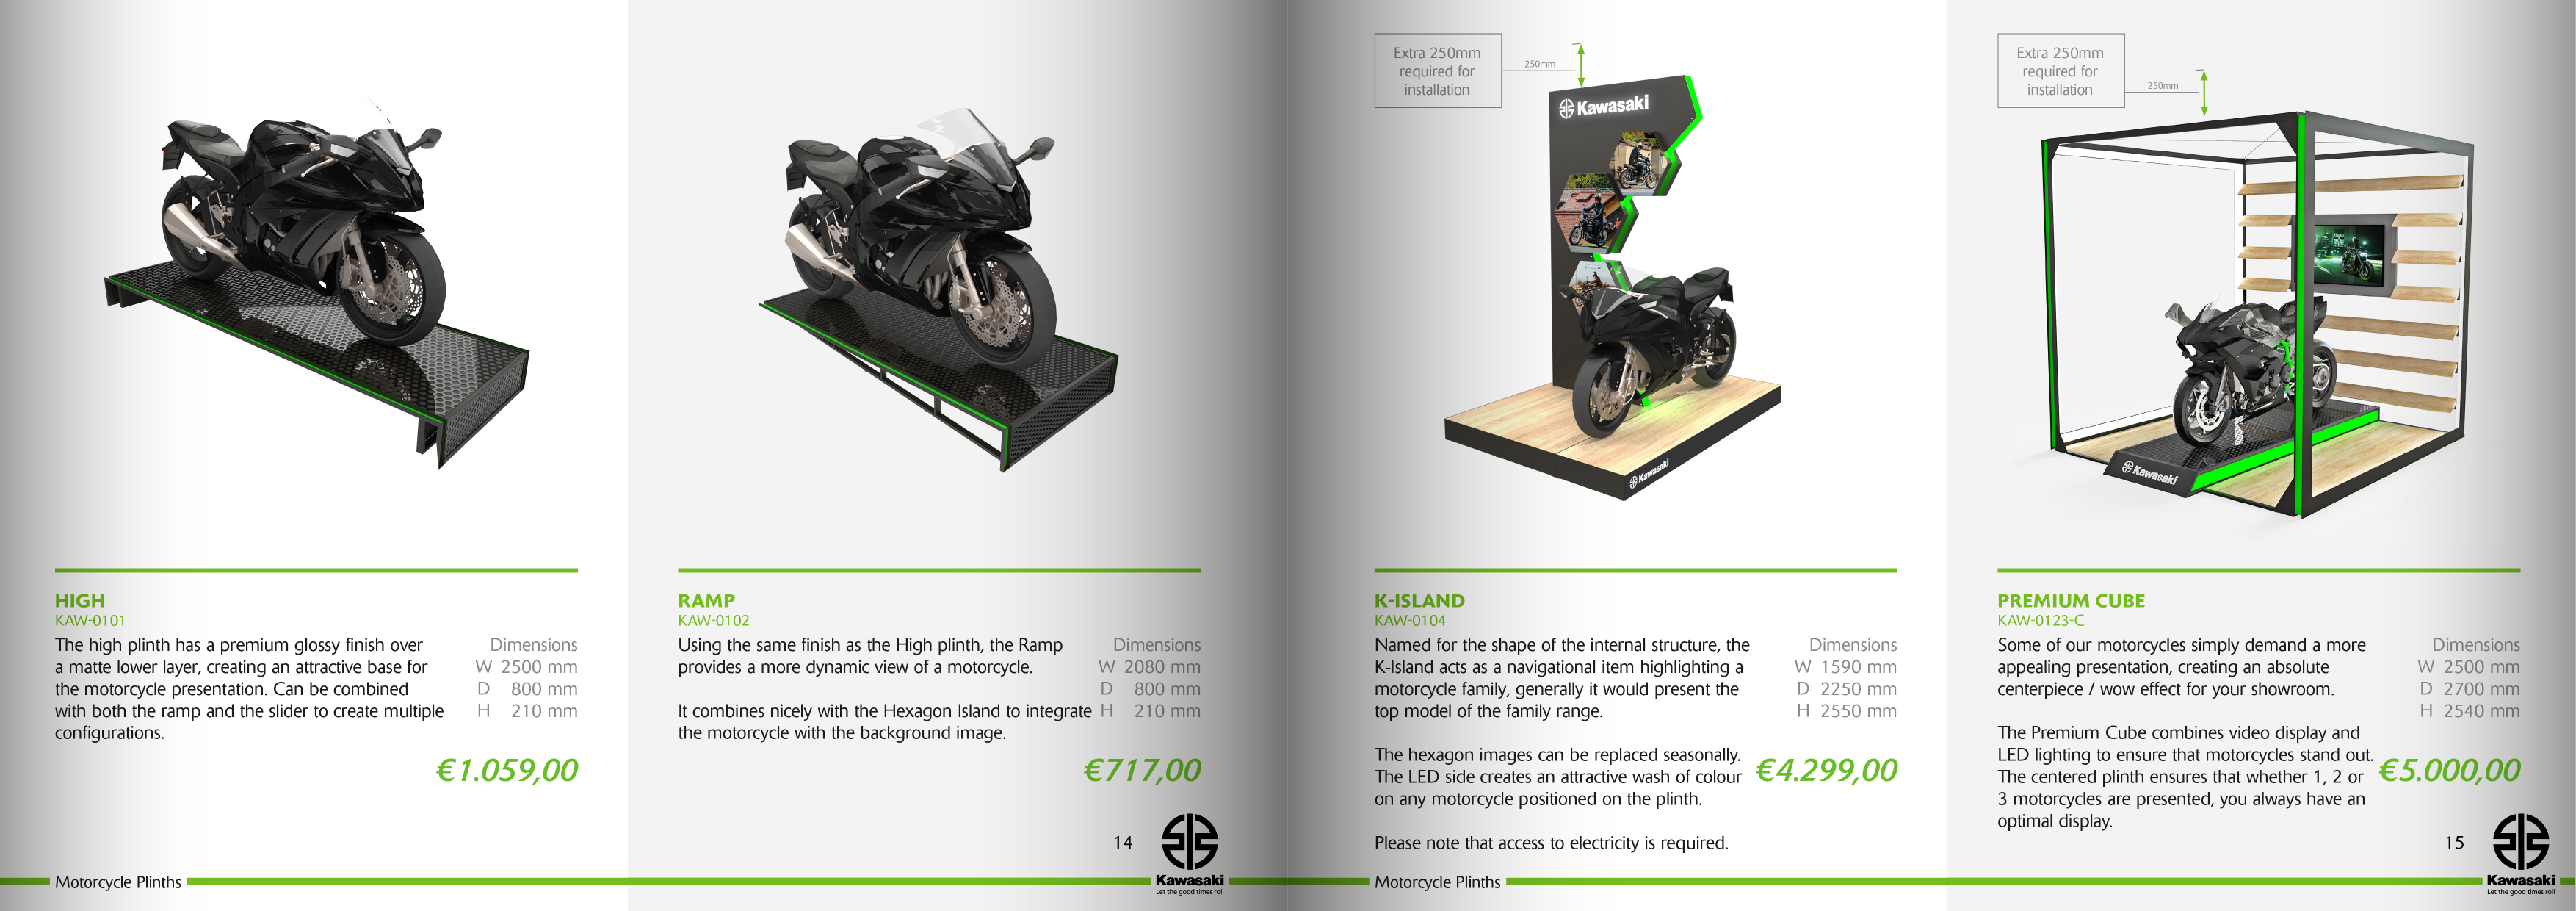 HIGH
KAW-0101
The high plinth has a premium glossy finish over
a matte lower layer, creating an attractive base for
the motorcycle presentation. Can be combined
with both the ramp and the slider to create multiple
configurations.
Dimensions
W 2500 mm
D 800 mm
H 210 mm
€1.059,00
RAMP
KAW-0102
Using the same finish as the High plinth, the Ramp
provides a more dynamic view of a motorcycle.
It combines nicely with the Hexagon Island to integrate
the motorcycle with the background image.
Dimensions
W 2080 mm
D 800 mm
H 210 mm
€717,00
14
Kawasaki
Let the good times roll
Motorcycle Plinths
Extra 250mm
required for
installation
250mm
Kawasaki
Kawasaki
K-ISLAND
KAW-0104
Named for the shape of the internal structure, the
K-Island acts as a navigational item highlighting a
motorcycle family, generally it would present the
top model of the family range.
The hexagon images can be replaced seasonally.
The LED side creates an attractive wash of colour
on any motorcycle positioned on the plinth.
Please note that access to electricity is required.
Dimensions
W 1590 mm
D 2250 mm
H 2550 mm
€4.299,00
Motorcycle Plinths
Extra 250mm
required for
installation
250mm
Kawasaki
PREMIUM CUBE
KAW-0123-C
Some of our motorcycles simply demand a more
appealing presentation, creating an absolute
centerpiece / wow effect for your showroom.
The Premium Cube combines video display and
LED lighting to ensure that motorcycles stand out.
The centered plinth ensures that whether 1, 2 or
3 motorcycles are presented, you always have an
optimal display.
Dimensions
W 2500 mm
D 2700 mm
H 2540 mm
€5.000,00
15
Kawasaki
Let the good times roll